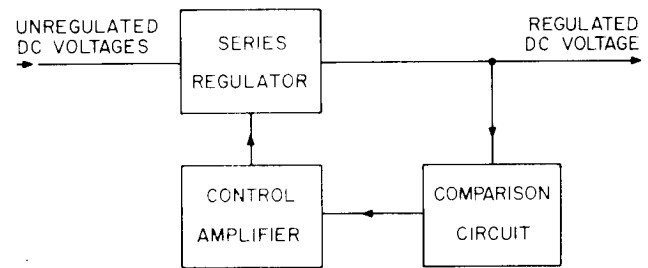 UNREGULATED
DC VOLTAGES
SERIES
REGULATOR
REGULATED
DC VOLTAGE
CONTROL
AMPLIFIER
COMPARISON
CIRCUIT